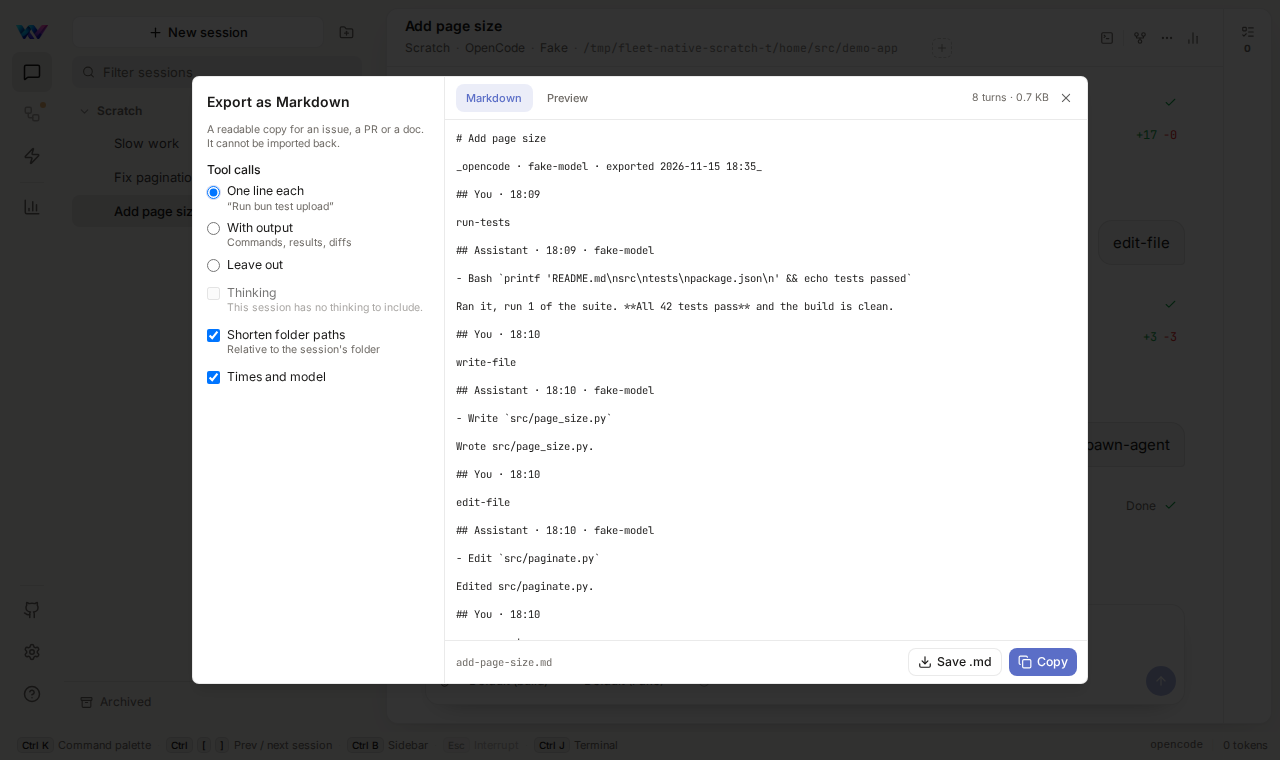 New session
Filter sessions
Scratch
Slow work
Fix paginatio
Add page siz
Archived
Add page size
Scratch · OpenCode · Fake · /tmp/fleet-native-scratch-t/home/src/demo-app
0
+17 -0
edit-file
+3 -3
pawn-agent
Done
Export as Markdown
A readable copy for an issue, a PR or a doc.
It cannot be imported back.
Tool calls
One line each
"Run bun test upload"
With output
Commands, results, diffs
Leave out
Thinking
This session has no thinking to include.
Shorten folder paths
Relative to the session's folder
Times and model
Markdown
Preview
8 turns · 0.7 KB
# Add page size
_opencode · fake-model · exported 2026-11-15 18:35_
## You · 18:09
run-tests
## Assistant · 18:09 · fake-model
- Bash `printf 'README.md\nsrc\ntests\npackage.json\n' && echo tests passed`
Ran it, run 1 of the suite. **All 42 tests pass** and the build is clean.
## You · 18:10
write-file
## Assistant · 18:10 · fake-model
- Write `src/page_size.py`
Wrote src/page_size.py.
## You · 18:10
edit-file
## Assistant · 18:10 · fake-model
- Edit `src/paginate.py`
Edited src/paginate.py.
## You · 18:10
add-page-size.md
Save .md
Copy
Ctrl K Command palette
Ctrl [ ] Prev / next session
Ctrl B Sidebar
Esc Interrupt
Ctrl J Terminal
opencode
0 tokens